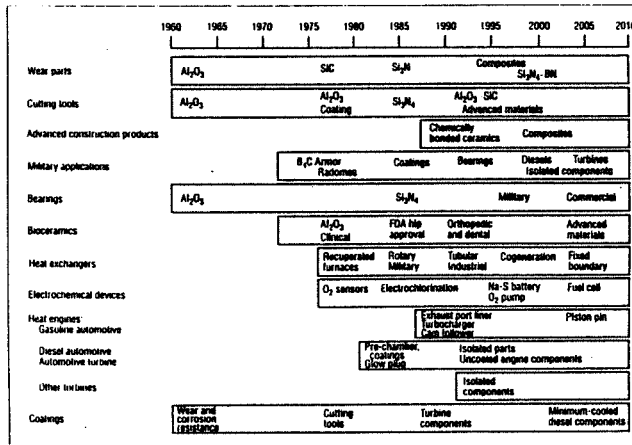 1960 1965 1970 1975 1980 1985 1990 1995 2000 2005 2010
Wear parts
Al₂O₃ SiC Si₂N Composites
Si₃N₄-BN
Cutting tools
Al₂O₃ Al₂O₃ Si₃N₄ Al₂O₃ SiC
Coating Advanced materials
Advanced construction products
Chemically Composites
bonded ceramics
Military applications
B₄C Armor Coatings Bearings Diesels Turbines
Radomes Isolated components
Bearings
Al₂O₃ Si₃N₄ Military Commercial
Bioceramics
Al₂O₃ FDA hip Orthopedic Advanced
Clinical approval and dental materials
Heat exchangers
Recuperated Rotary Tubular Cogeneration Fixed
furnaces Military Industrial boundary
Electrochemical devices
O₂ sensors Electrochlorination Na-S battery Fuel cell
O₂ pump
Heat engines
Gasoline automotive
Exhaust port liner Piston pin
Turbocharger
Cam follower
Diesel automotive
Automotive turbine
Pre-chamber, Isolated parts
coatings Uncooled engine components
Glow plug
Other turbines
Isolated
components
Coatings
Wear and Cutting Turbine Minimum-cooled
corrosion tools components diesel components
resistance